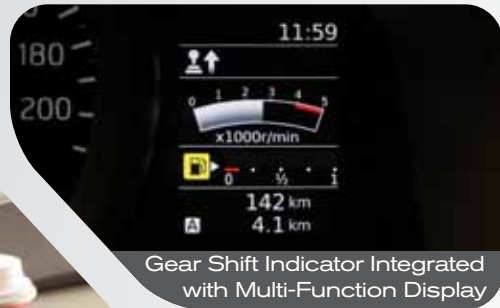 11:59
180
200
0 1 2 3 4 5
x1000r/min
0 ½ 1
142 km
A 4.1 km
Gear Shift Indicator Integrated
with Multi-Function Display